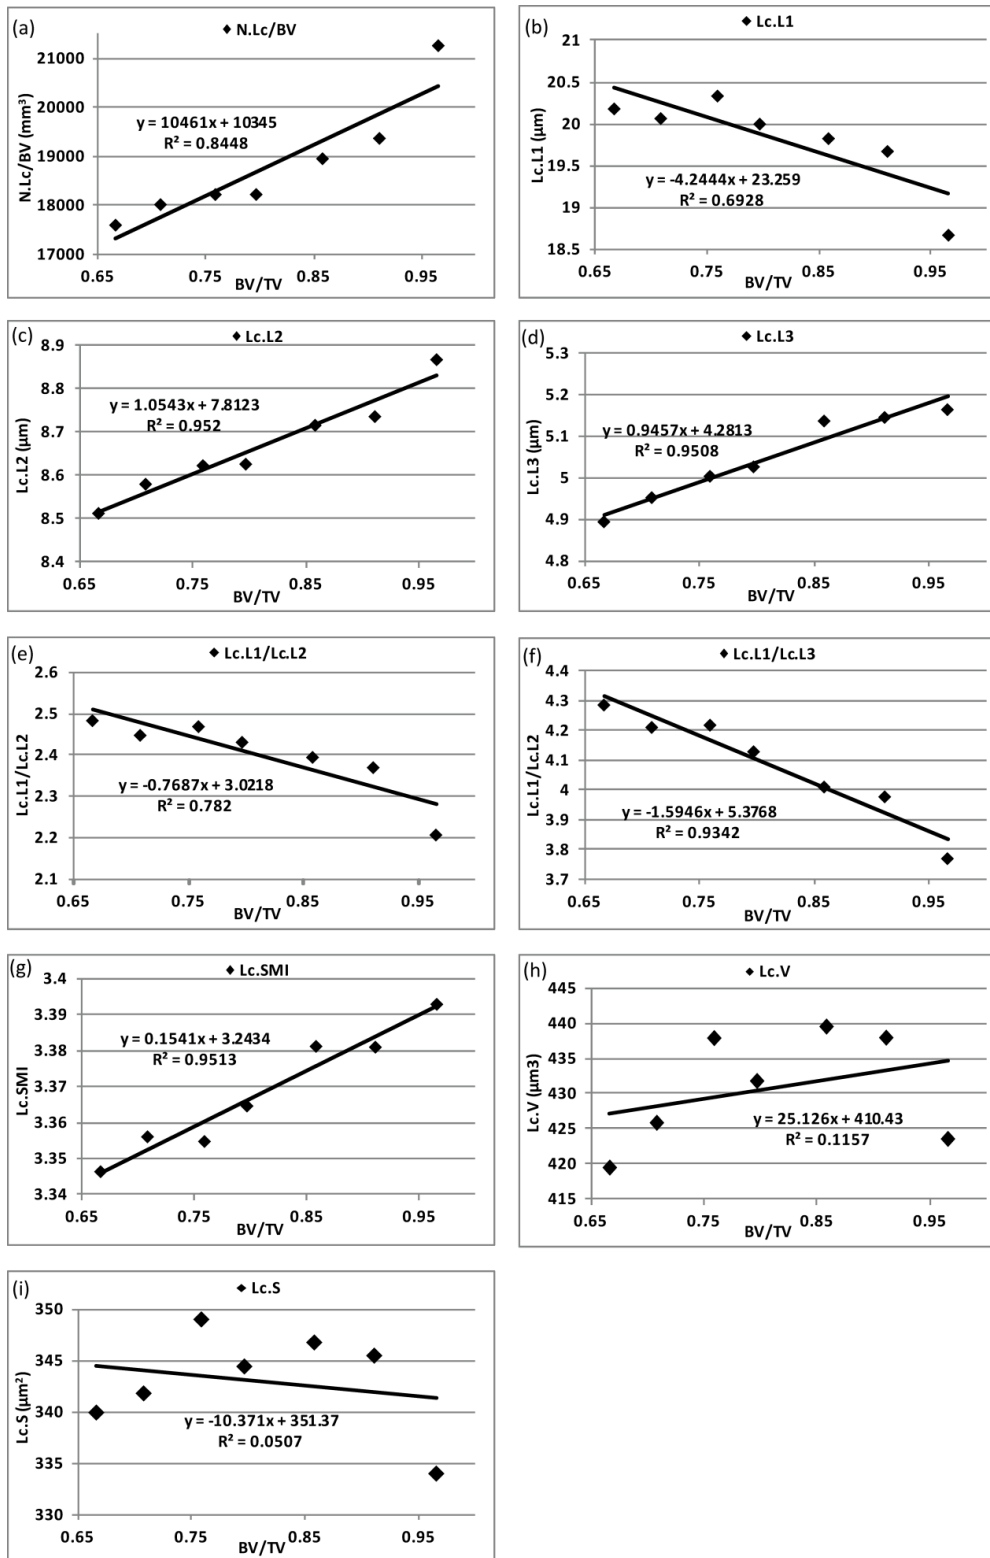 (a)
◆ N.Lc/BV
N.Lc/BV (mm³)
21000
20000
19000
18000
17000
y = 10461x + 10345
R² = 0.8448
0.65 0.75 0.85 0.95
BV/TV
(b)
◆ Lc.L1
Lc.L1 (μm)
21
20.5
20
19.5
19
18.5
y = -4.2444x + 23.259
R² = 0.6928
0.65 0.75 0.85 0.95
BV/TV
(c)
◆ Lc.L2
Lc.L2 (μm)
8.9
8.8
8.7
8.6
8.5
8.4
y = 1.0543x + 7.8123
R² = 0.952
0.65 0.75 0.85 0.95
BV/TV
(d)
◆ Lc.L3
Lc.L3 (μm)
5.3
5.2
5.1
5
4.9
4.8
y = 0.9457x + 4.2813
R² = 0.9508
0.65 0.75 0.85 0.95
BV/TV
(e)
◆ Lc.L1/Lc.L2
Lc.L1/Lc.L2
2.6
2.5
2.4
2.3
2.2
2.1
y = -0.7687x + 3.0218
R² = 0.782
0.65 0.75 0.85 0.95
BV/TV
(f)
◆ Lc.L1/Lc.L3
Lc.L1/Lc.L2
4.4
4.3
4.2
4.1
4
3.9
3.8
3.7
y = -1.5946x + 5.3768
R² = 0.9342
0.65 0.75 0.85 0.95
BV/TV
(g)
◆ Lc.SMI
Lc.SMI
3.4
3.39
3.38
3.37
3.36
3.35
3.34
y = 0.1541x + 3.2434
R² = 0.9513
0.65 0.75 0.85 0.95
BV/TV
(h)
◆ Lc.V
Lc.V (μm3)
445
440
435
430
425
420
415
y = 25.126x + 410.43
R² = 0.1157
0.65 0.75 0.85 0.95
BV/TV
(i)
◆ Lc.S
Lc.S (μm²)
350
345
340
335
330
y = -10.371x + 351.37
R² = 0.0507
0.65 0.75 0.85 0.95
BV/TV